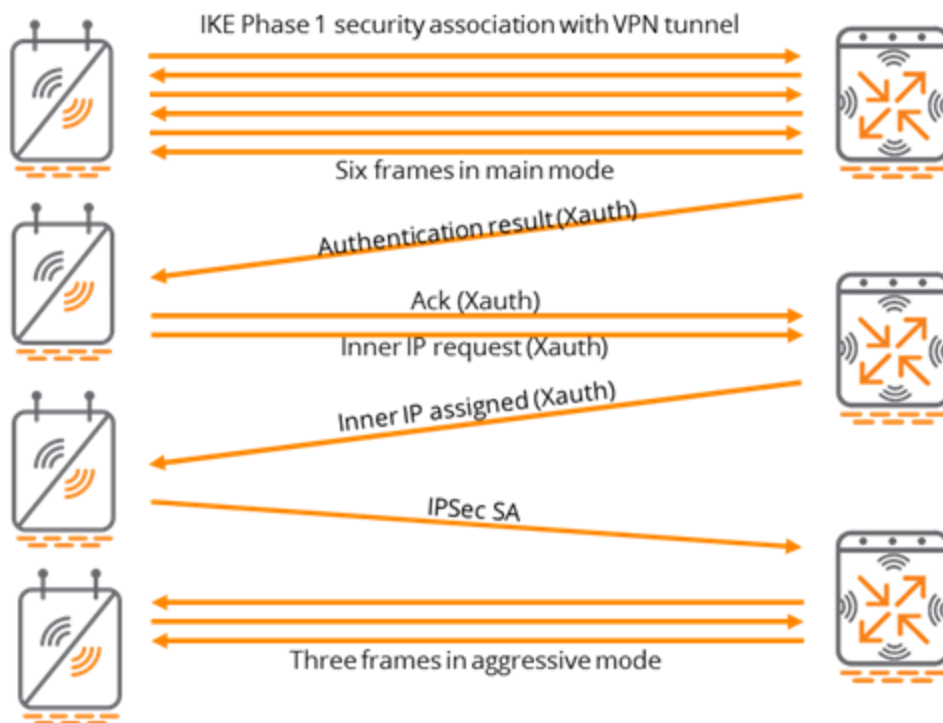 IKE Phase 1 security association with VPN tunnel
Six frames in main mode
Authentication result (Xauth)
Ack (Xauth)
Inner IP request (Xauth)
Inner IP assigned (Xauth)
IPSec SA
Three frames in aggressive mode